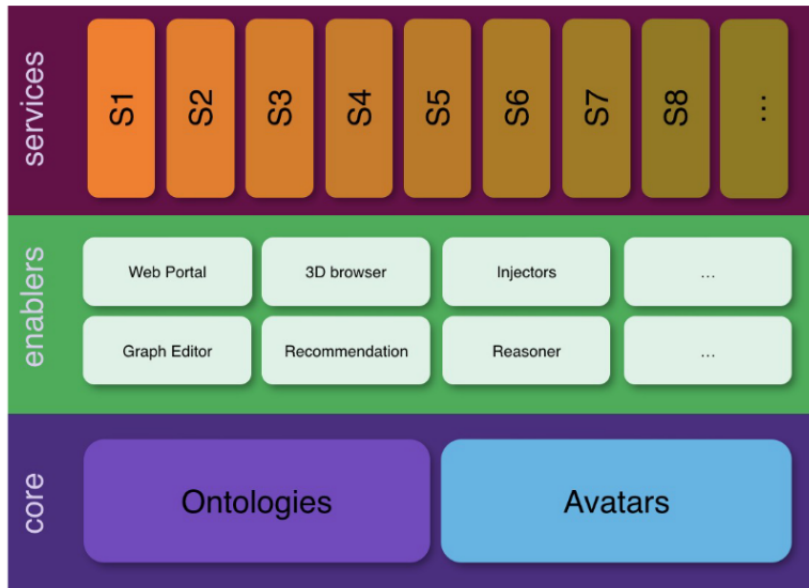 services
S1
S2
S3
S4
S5
S6
S7
S8
...
enablers
Web Portal
3D browser
Injectors
...
Graph Editor
Recommendation
Reasoner
...
core
Ontologies
Avatars